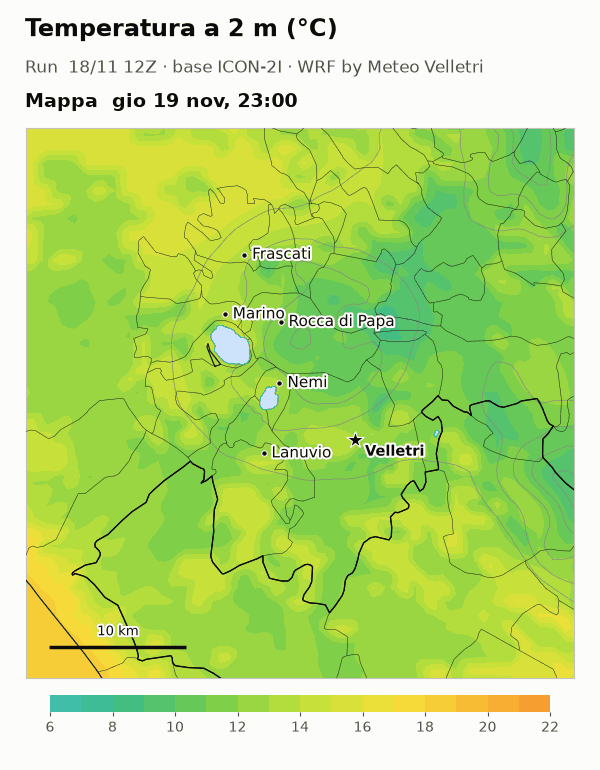 Temperatura a 2 m (°C)
Run  18/11 12Z · base ICON-2I · WRF by Meteo Velletri
Mappa  gio 19 nov, 23:00
Frascati
Marino
Rocca di Papa
Nemi
Velletri
Lanuvio
10 km
6 8 10 12 14 16 18 20 22